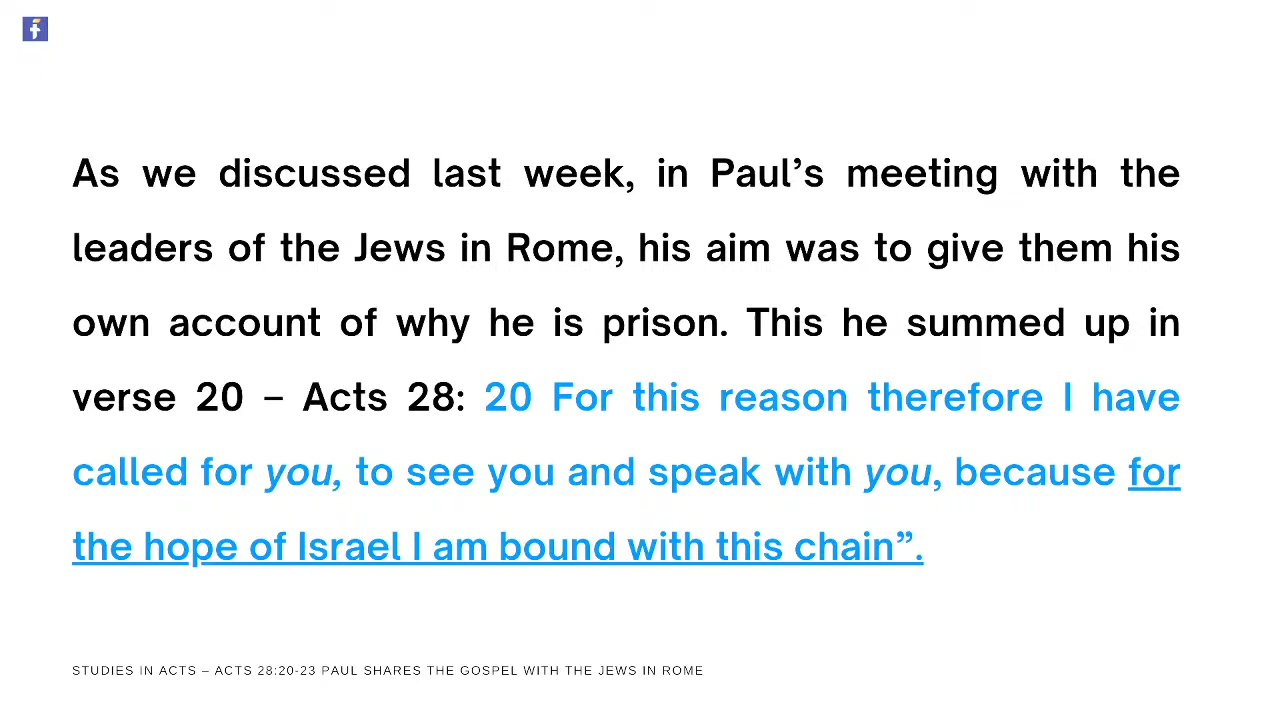 As we discussed last week, in Paul’s meeting with the
leaders of the Jews in Rome, his aim was to give them his
own account of why he is prison. This he summed up in
verse 20 – Acts 28: 20 For this reason therefore I have
called for you, to see you and speak with you, because for
the hope of Israel I am bound with this chain”.
STUDIES IN ACTS – ACTS 28:20-23 PAUL SHARES THE GOSPEL WITH THE JEWS IN ROME